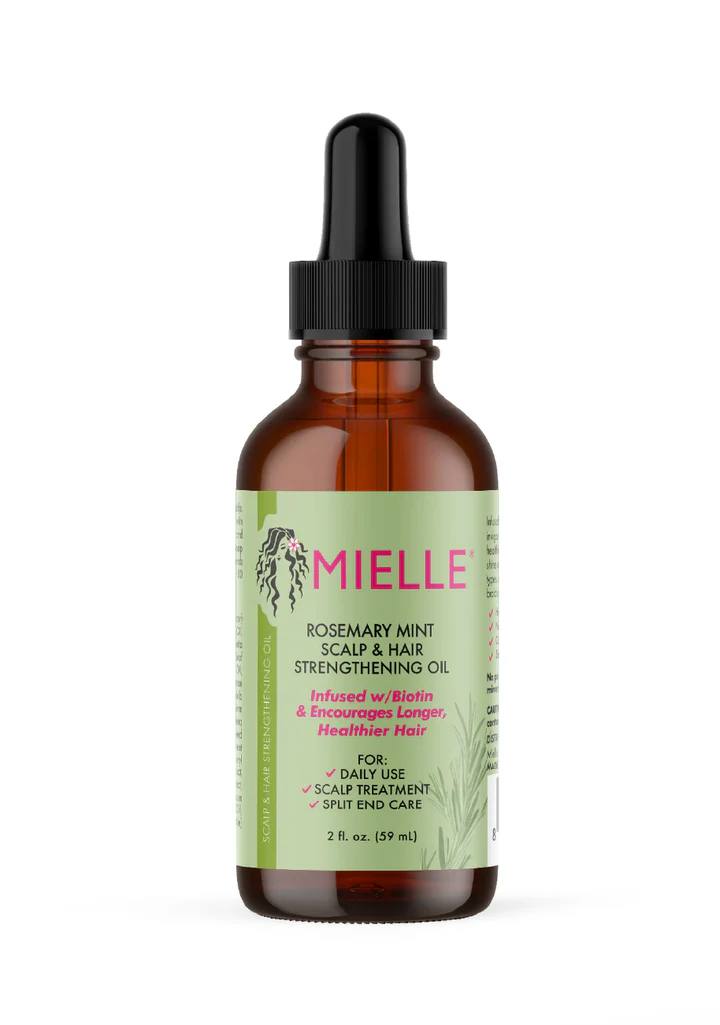 MIELLE
ROSEMARY MINT
SCALP & HAIR
STRENGTHENING OIL
Infused w/Biotin
& Encourages Longer,
Healthier Hair
FOR:
✓ DAILY USE
✓ SCALP TREATMENT
✓ SPLIT END CARE
2 fl. oz. (59 mL)
SCALP & HAIR STRENGTHENING OIL